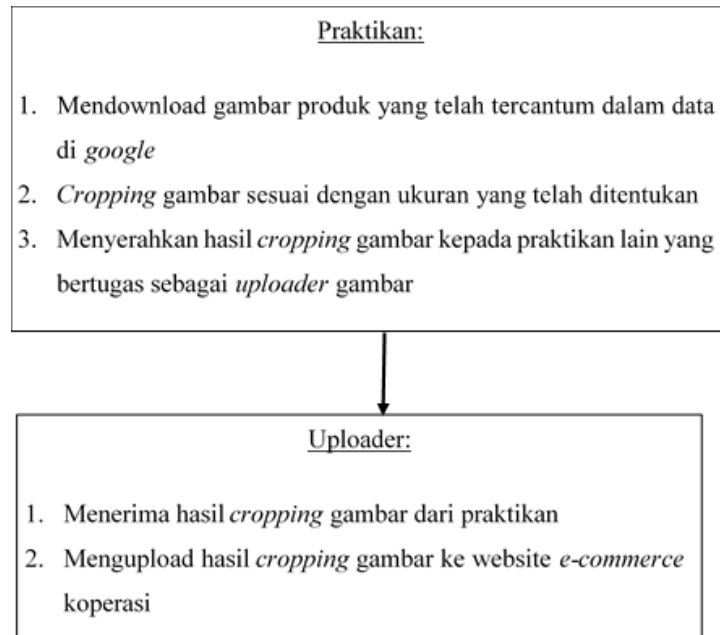 Praktikan:
1. Mendownload gambar produk yang telah tercantum dalam data
di google
2. Cropping gambar sesuai dengan ukuran yang telah ditentukan
3. Menyerahkan hasil cropping gambar kepada praktikan lain yang
bertugas sebagai uploader gambar
Uploader:
1. Menerima hasil cropping gambar dari praktikan
2. Mengupload hasil cropping gambar ke website e-commerce
koperasi